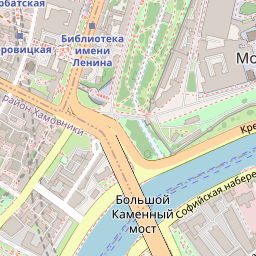 рбатская
Библиотека
имени
Ленина
ровицкая
Мо
район Хамовники
Кре
Большой
Каменный
мост
Софийская набере